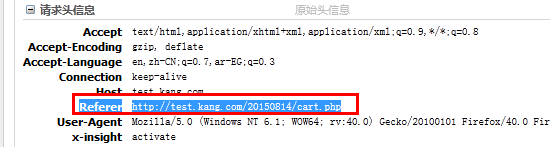 请求头信息 原始头信息
Accept text/html,application/xhtml+xml,application/xml;q=0.9,*/*;q=0.8
Accept-Encoding gzip, deflate
Accept-Language en,zh-CN;q=0.7,ar-EG;q=0.3
Connection keep-alive
Host test.kang.com
Referer http://test.kang.com/20150814/cart.php
User-Agent Mozilla/5.0 (Windows NT 6.1; WOW64; rv:40.0) Gecko/20100101 Firefox/40.0 Fir
x-insight activate